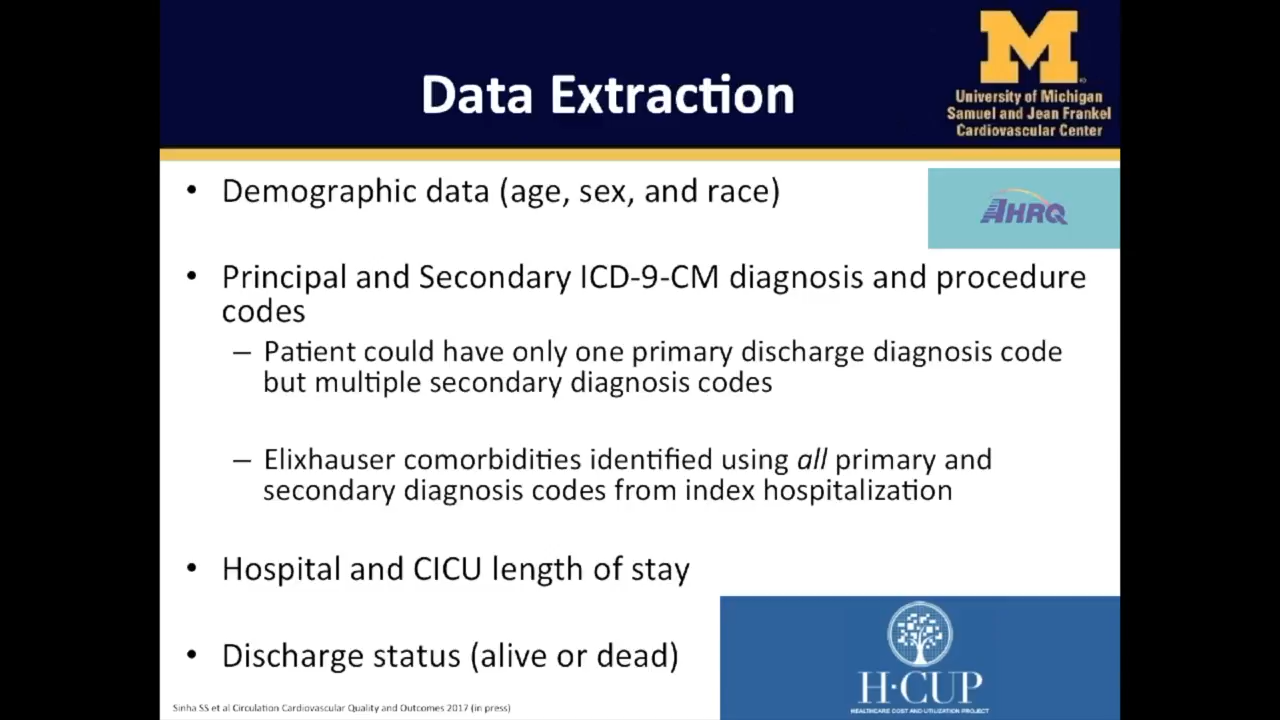 Data Extraction
M
University of Michigan
Samuel and Jean Frankel
Cardiovascular Center
• Demographic data (age, sex, and race)
AHRQ
• Principal and Secondary ICD-9-CM diagnosis and procedure
codes
– Patient could have only one primary discharge diagnosis code
but multiple secondary diagnosis codes
– Elixhauser comorbidities identified using all primary and
secondary diagnosis codes from index hospitalization
• Hospital and CICU length of stay
• Discharge status (alive or dead)
H·CUP
HEALTHCARE COST AND UTILIZATION PROJECT
Sinha SS et al Circulation Cardiovascular Quality and Outcomes 2017 (in press)